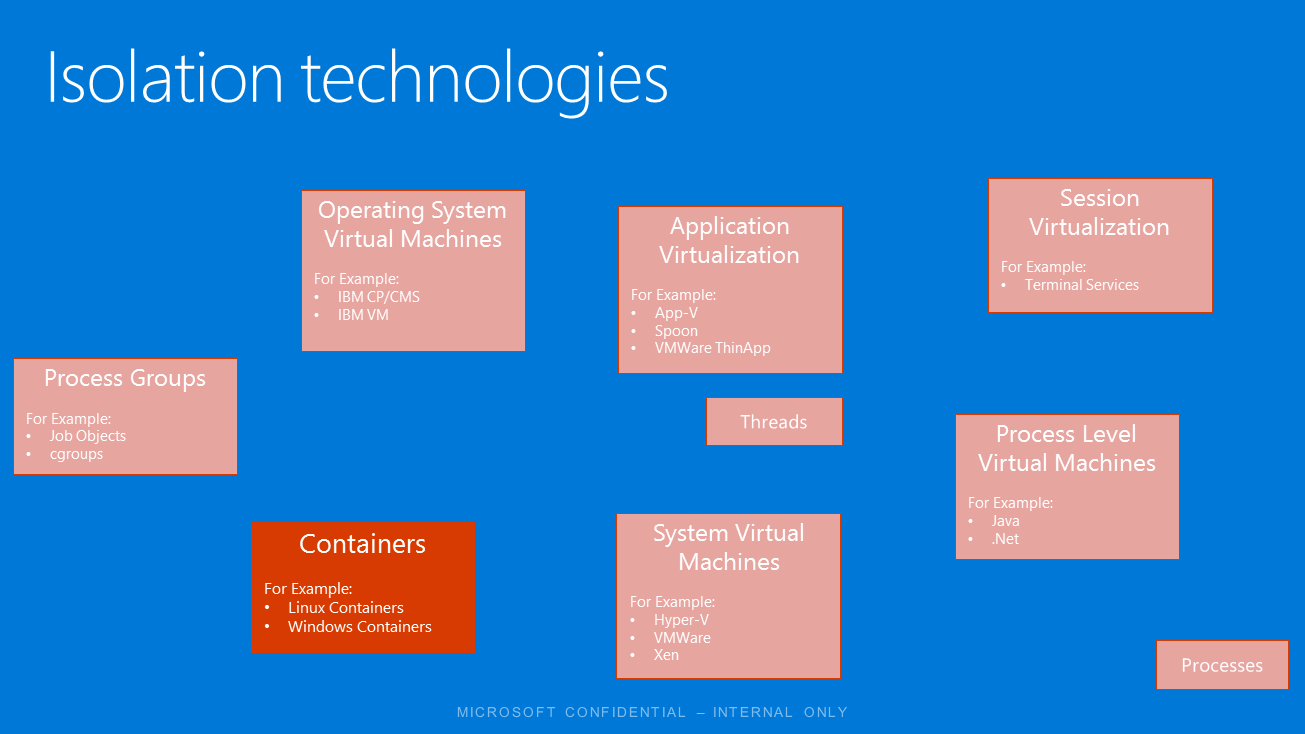 Isolation technologies
Operating System
Virtual Machines
For Example:
• IBM CP/CMS
• IBM VM
Application
Virtualization
For Example:
• App-V
• Spoon
• VMWare ThinApp
Session
Virtualization
For Example:
• Terminal Services
Process Groups
For Example:
• Job Objects
• cgroups
Threads
Process Level
Virtual Machines
For Example:
• Java
• .Net
Containers
For Example:
• Linux Containers
• Windows Containers
System Virtual
Machines
For Example:
• Hyper-V
• VMWare
• Xen
Processes
MICROSOFT CONFIDENTIAL – INTERNAL ONLY